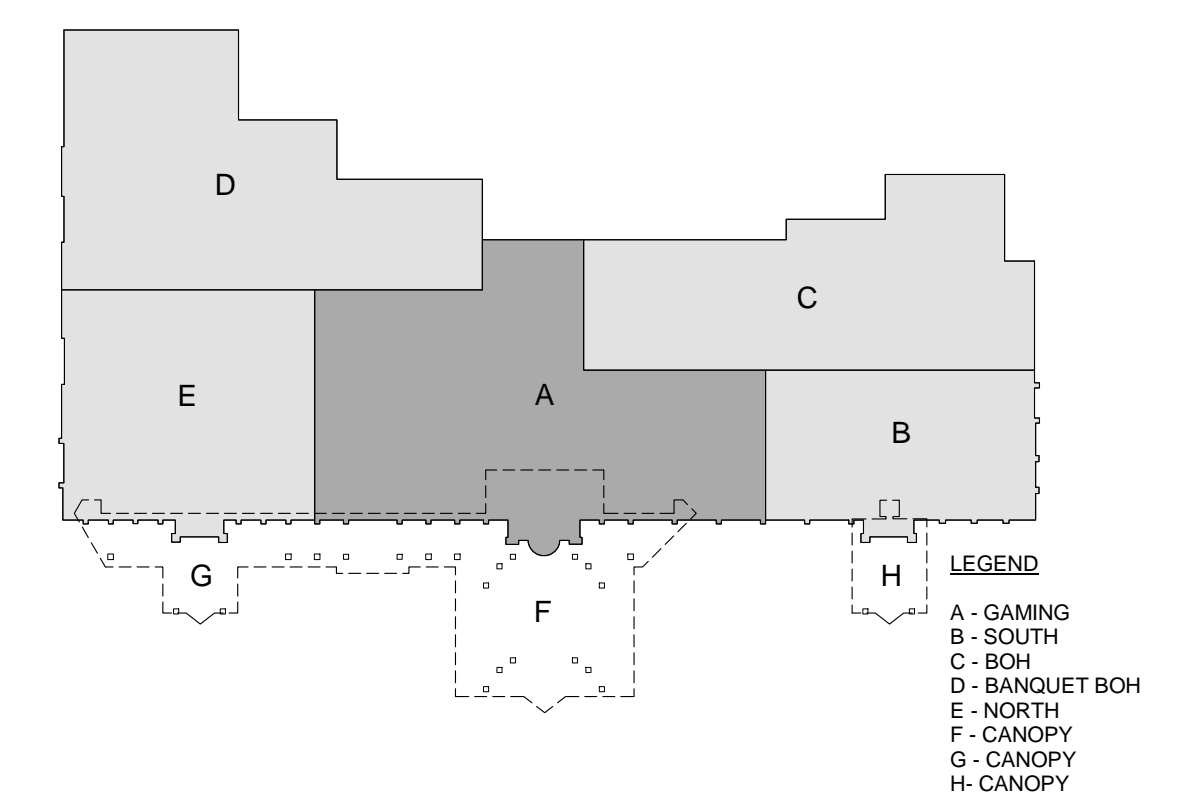 D
C
E
A
B
G
H
F
LEGEND
A - GAMING
B - SOUTH
C - BOH
D - BANQUET BOH
E - NORTH
F - CANOPY
G - CANOPY
H- CANOPY